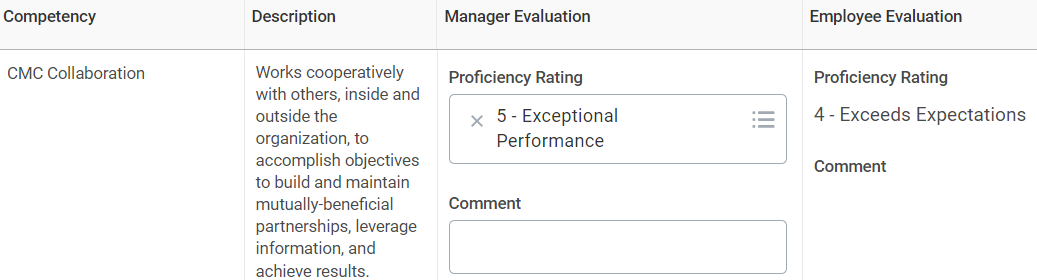 Competency
Description
Manager Evaluation
Employee Evaluation
CMC Collaboration
Works cooperatively
with others, inside and
outside the
organization, to
accomplish objectives
to build and maintain
mutually-beneficial
partnerships, leverage
information, and
achieve results.
Proficiency Rating
5 - Exceptional
Performance
Comment
Proficiency Rating
4 - Exceeds Expectations
Comment